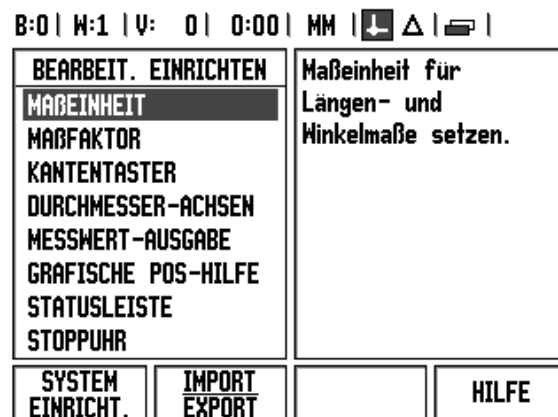 B:0 | W:1 | V: 0 | 0:00 | MM | Δ |
BEARBEIT. EINRICHTEN
MAßEINHEIT
MAßFAKTOR
KANTENTASTER
DURCHMESSER-ACHSEN
MESSWERT-AUSGABE
GRAFISCHE POS-HILFE
STATUSLEISTE
STOPPUHR
Maßeinheit für
Längen- und
Winkelmaße setzen.
SYSTEM
EINRICHT.
IMPORT
EXPORT
HILFE